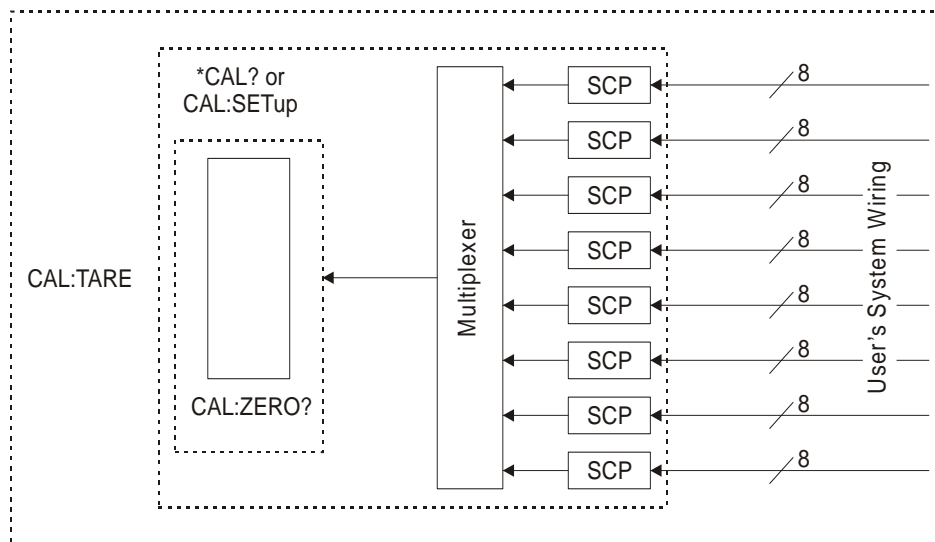 *CAL? or
CAL:SETup
CAL:TARE
CAL:ZERO?
Multiplexer
SCP
8
SCP
8
SCP
8
SCP
8
SCP
8
SCP
8
SCP
8
SCP
8
User's System Wiring